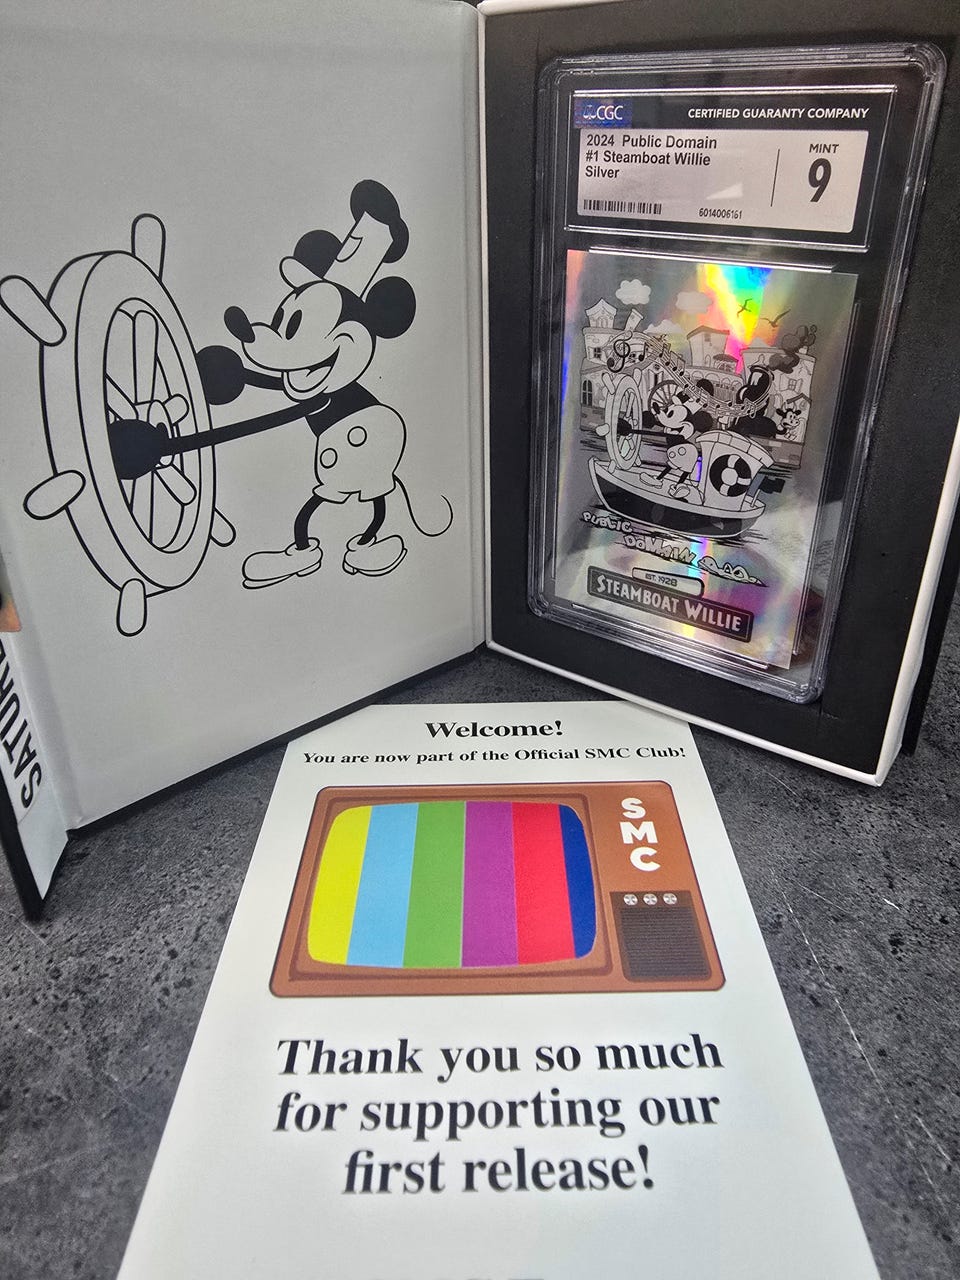 CGC
CERTIFIED GUARANTY COMPANY
2024 Public Domain
#1 Steamboat Willie
Silver
MINT
9
6014006161
PUBLIC
DOMAIN
EST. 1928
STEAMBOAT WILLIE
Welcome!
You are now part of the Official SMC Club!
S
M
C
Thank you so much
for supporting our
first release!